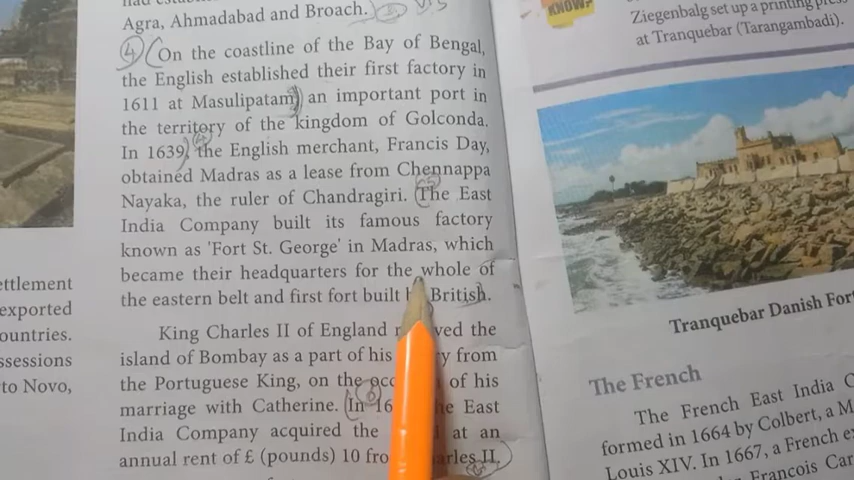 Agra, Ahmadabad and Broach.
4 On the coastline of the Bay of Bengal,
the English established their first factory in
1611 at Masulipatam, an important port in
the territory of the kingdom of Golconda.
In 1639, the English merchant, Francis Day,
obtained Madras as a lease from Chennappa
Nayaka, the ruler of Chandragiri. The East
India Company built its famous factory
known as 'Fort St. George' in Madras, which
became their headquarters for the whole of
the eastern belt and first fort built British.
King Charles II of England the
island of Bombay as a part of his from
the Portuguese King, on the of his
marriage with Catherine. In East
India Company acquired the at an
annual rent of £ (pounds) 10 II.
ettlement
exported
ountries.
ssessions
to Novo,
KNOW?
Ziegenbalg set up a printing
at Tranquebar (Tarangambadi).
Tranquebar Danish Fort
The French
The French East India
formed in 1664 by Colbert, a
Louis XIV. In 1667, a French
Francois